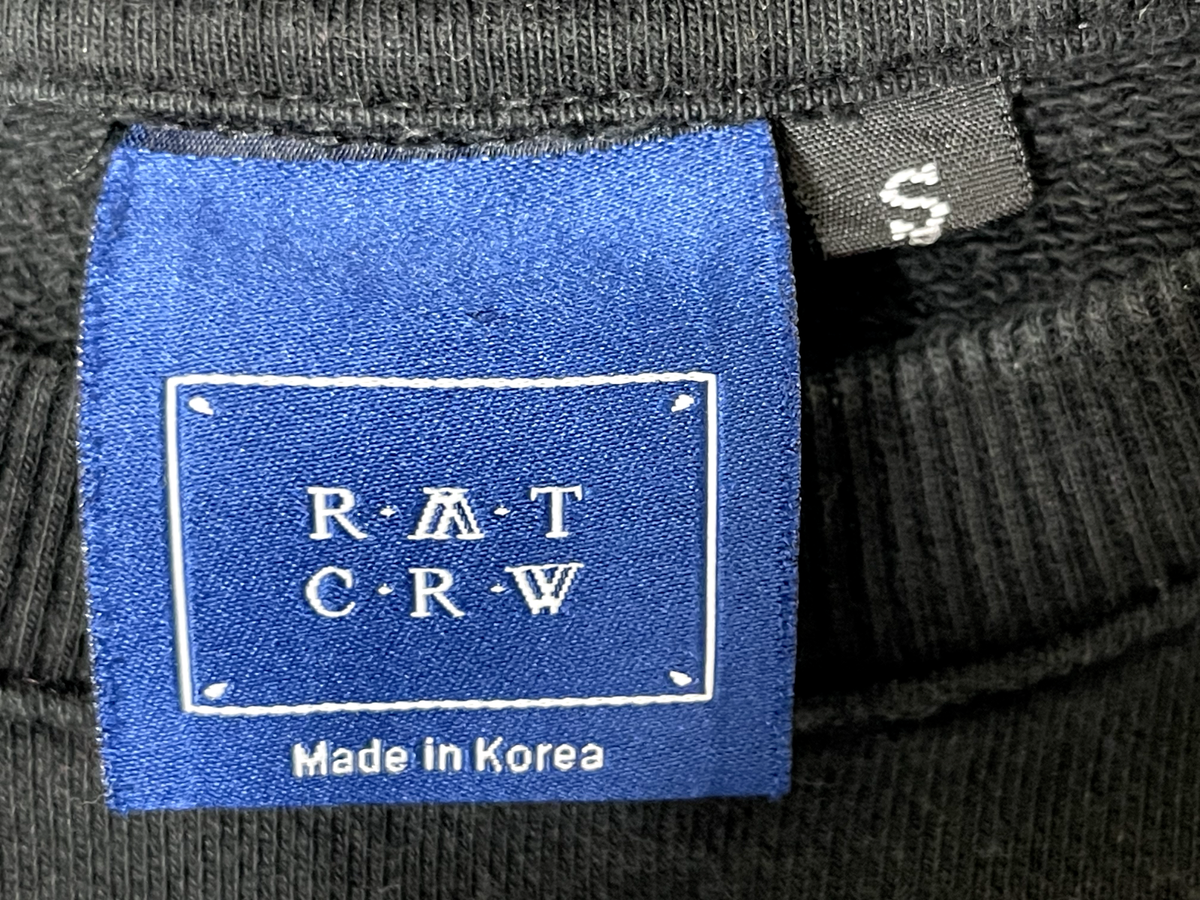 R·A·T
C·R·W
Made in Korea
S